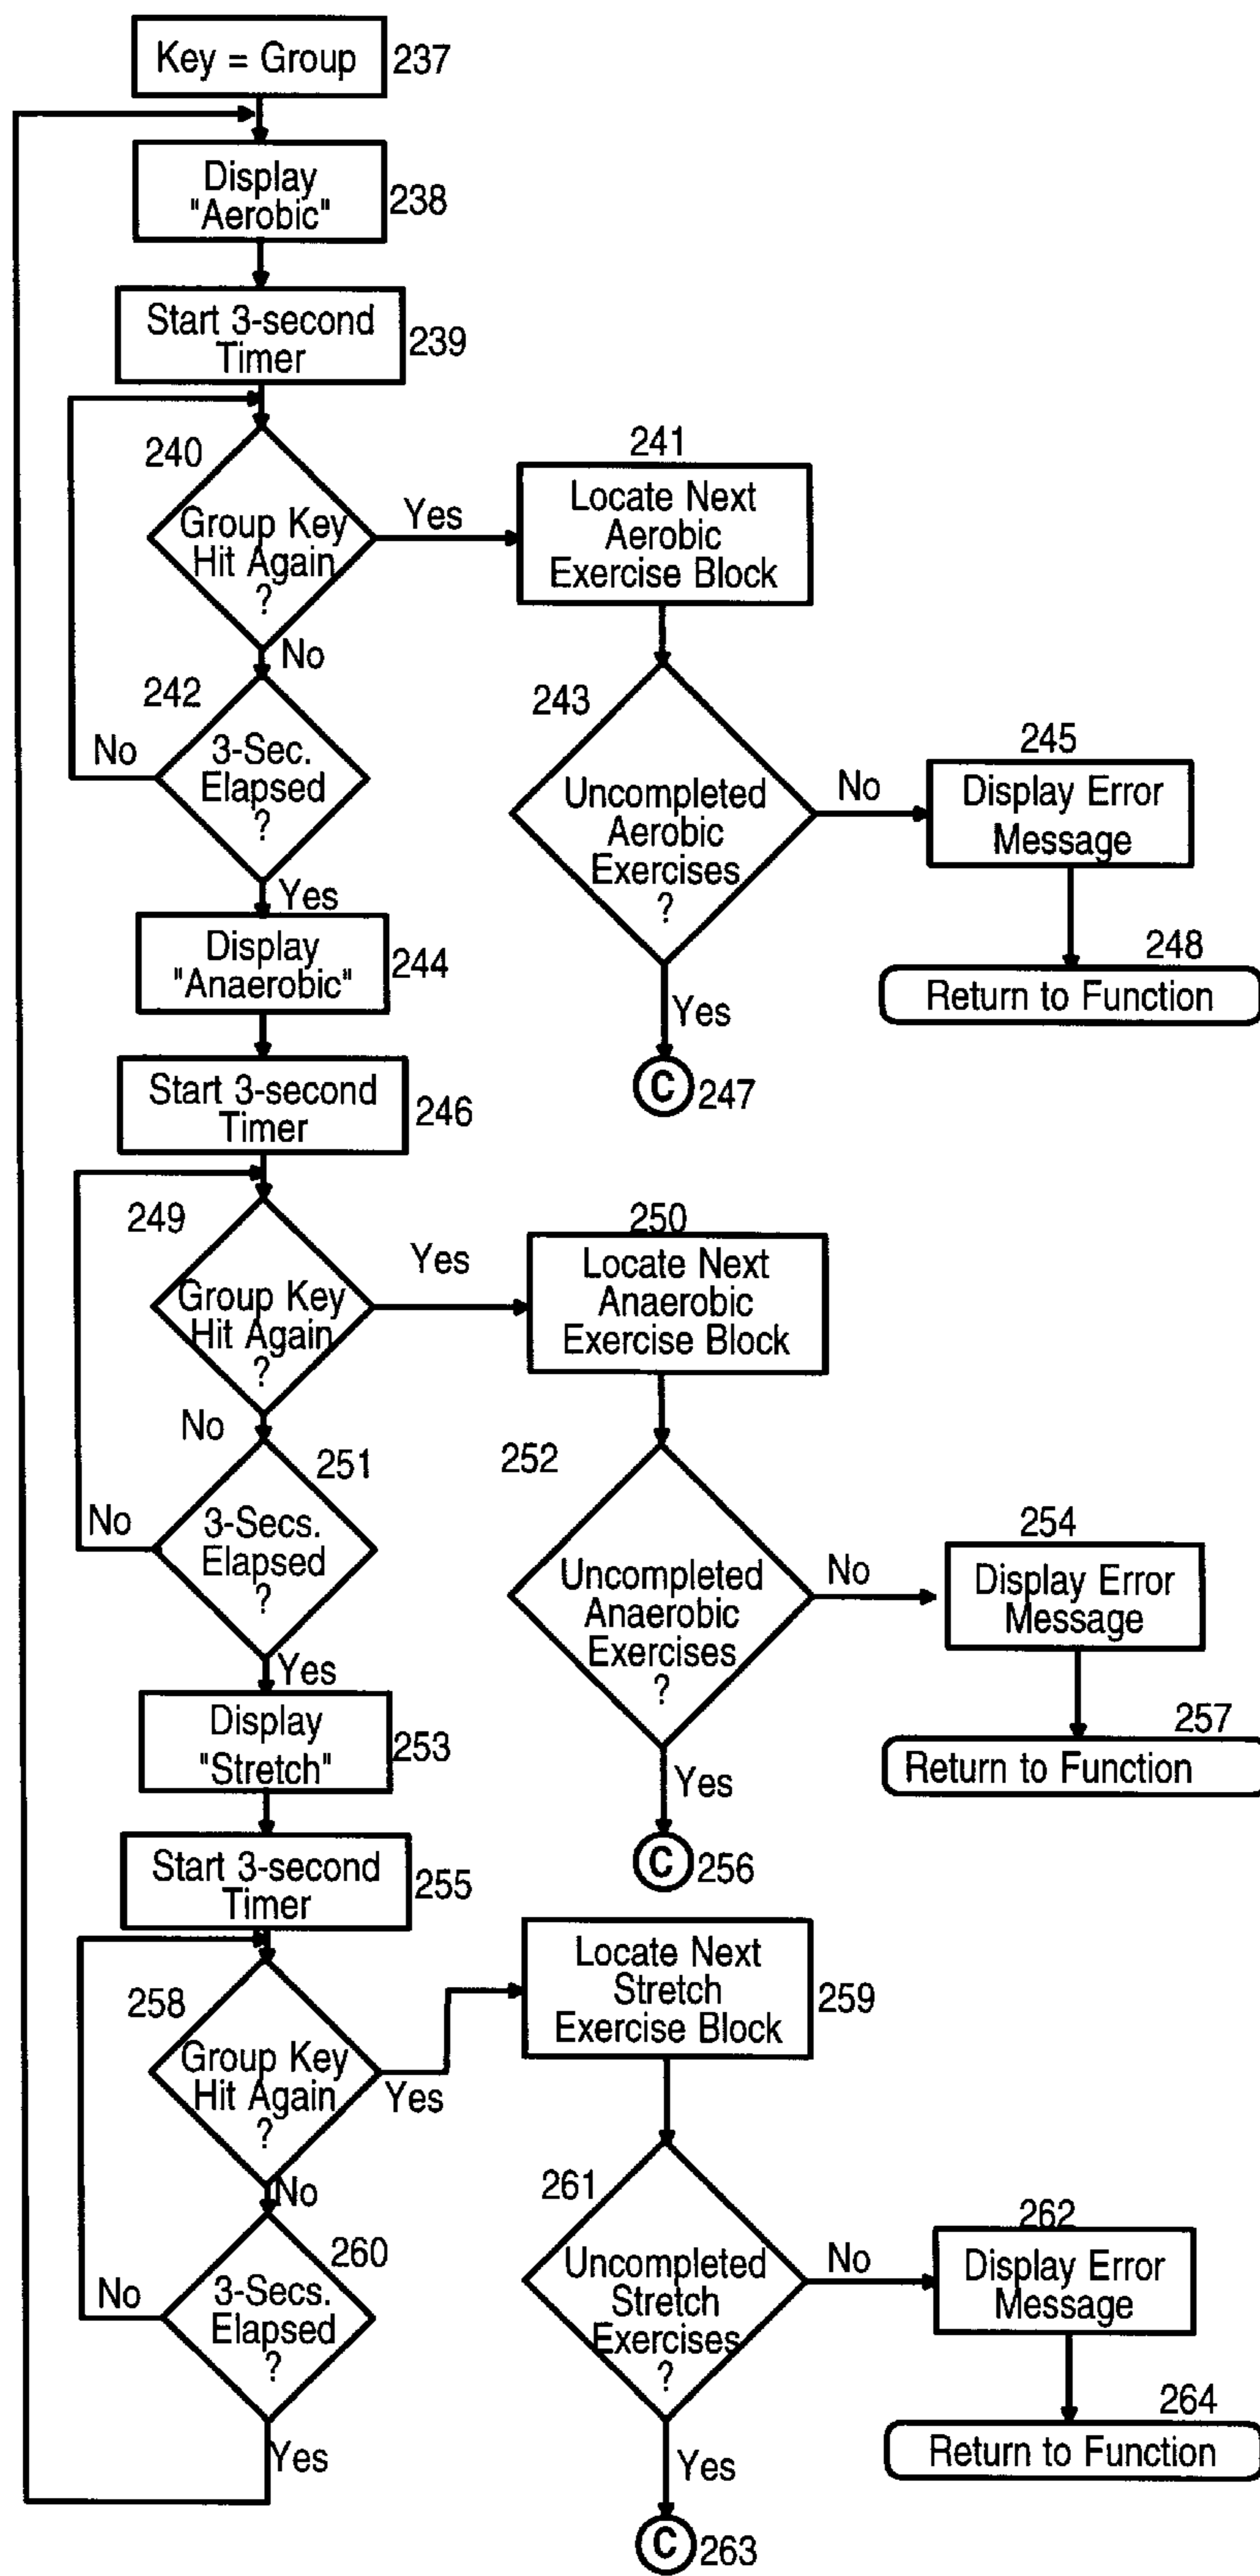 Key = Group 237
Display
"Aerobic"
238
Start 3-second
Timer
239
240
Group Key
Hit Again
?
Yes
No
241
Locate Next
Aerobic
Exercise Block
242
3-Sec.
Elapsed
?
No
Yes
243
Uncompleted
Aerobic
Exercises
?
No
Yes
245
Display Error
Message
248
Return to Function
C 247
Display
"Anaerobic"
244
Start 3-second
Timer
246
249
Group Key
Hit Again
?
Yes
No
250
Locate Next
Anaerobic
Exercise Block
251
3-Secs.
Elapsed
?
No
Yes
252
Uncompleted
Anaerobic
Exercises
?
No
Yes
254
Display Error
Message
257
Return to Function
C 256
Display
"Stretch"
253
Start 3-second
Timer
255
258
Group Key
Hit Again
?
Yes
No
Locate Next
Stretch
Exercise Block
259
260
3-Secs.
Elapsed
?
No
Yes
261
Uncompleted
Stretch
Exercises
?
No
Yes
262
Display Error
Message
264
Return to Function
C 263